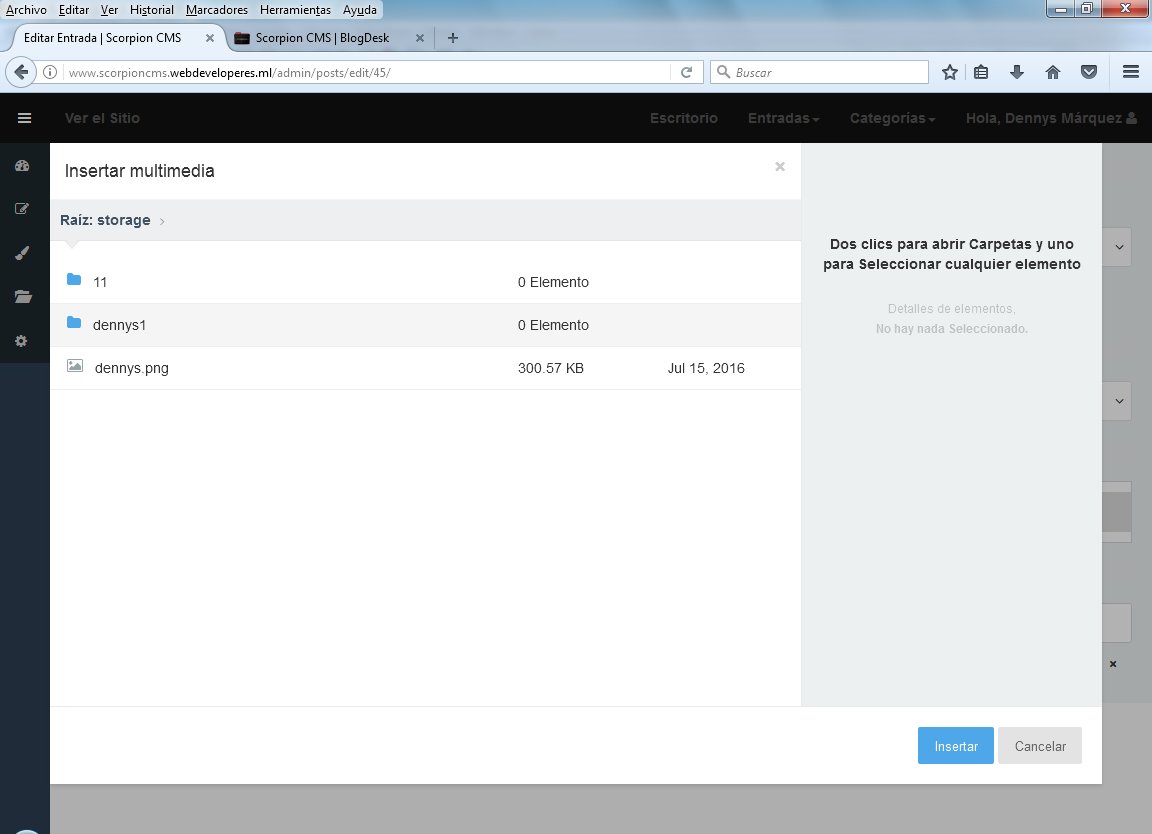 Archivo Editar Ver Historial Marcadores Herramientas Ayuda
Editar Entrada | Scorpion CMS × Scorpion CMS | BlogDesk × +
www.scorpioncms.webdeveloperes.ml/admin/posts/edit/45/ Buscar
Ver el Sitio Escritorio Entradas Categorías Hola, Dennys Márquez
Insertar multimedia ×
Raíz: storage ›
Dos clics para abrir Carpetas y uno
para Seleccionar cualquier elemento
11 0 Elemento
Detalles de elementos,
No hay nada Seleccionado.
dennys1 0 Elemento
dennys.png 300.57 KB Jul 15, 2016
×
Insertar Cancelar